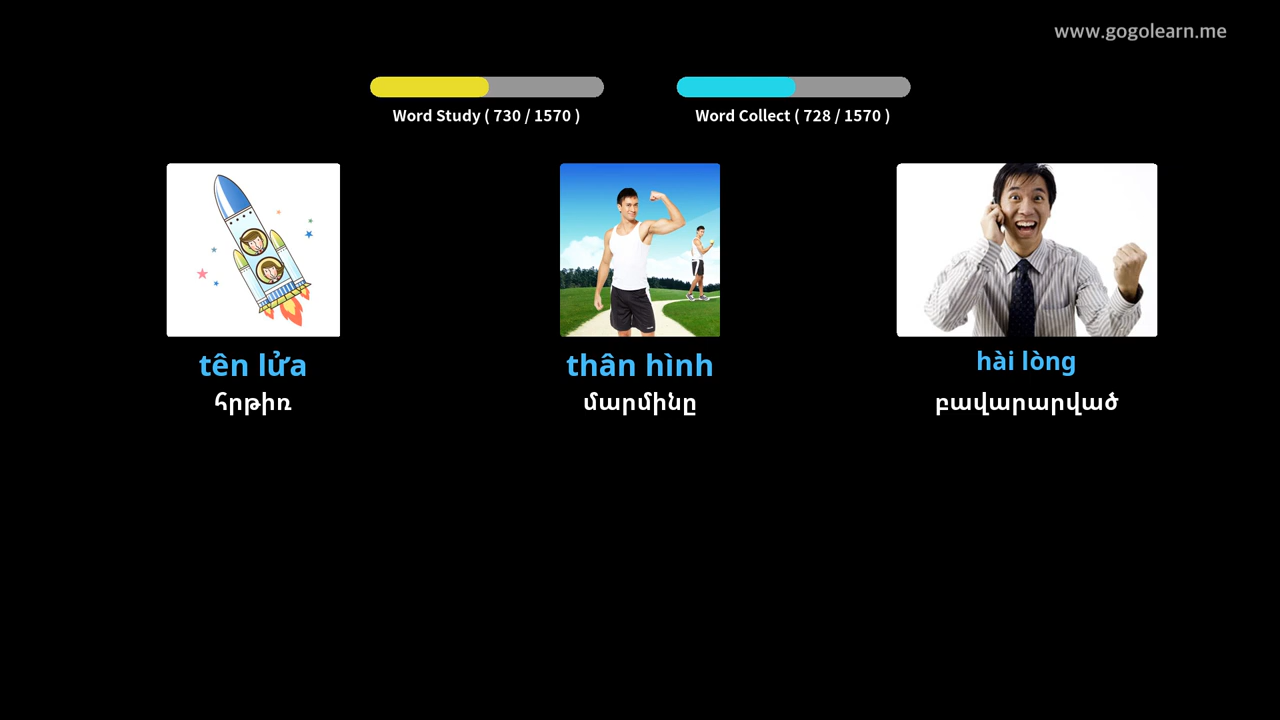 www.gogolearn.me
Word Study ( 730 / 1570 )
Word Collect ( 728 / 1570 )
tên lửa
հրթիռ
thân hình
մարմինը
hài lòng
բավարարված